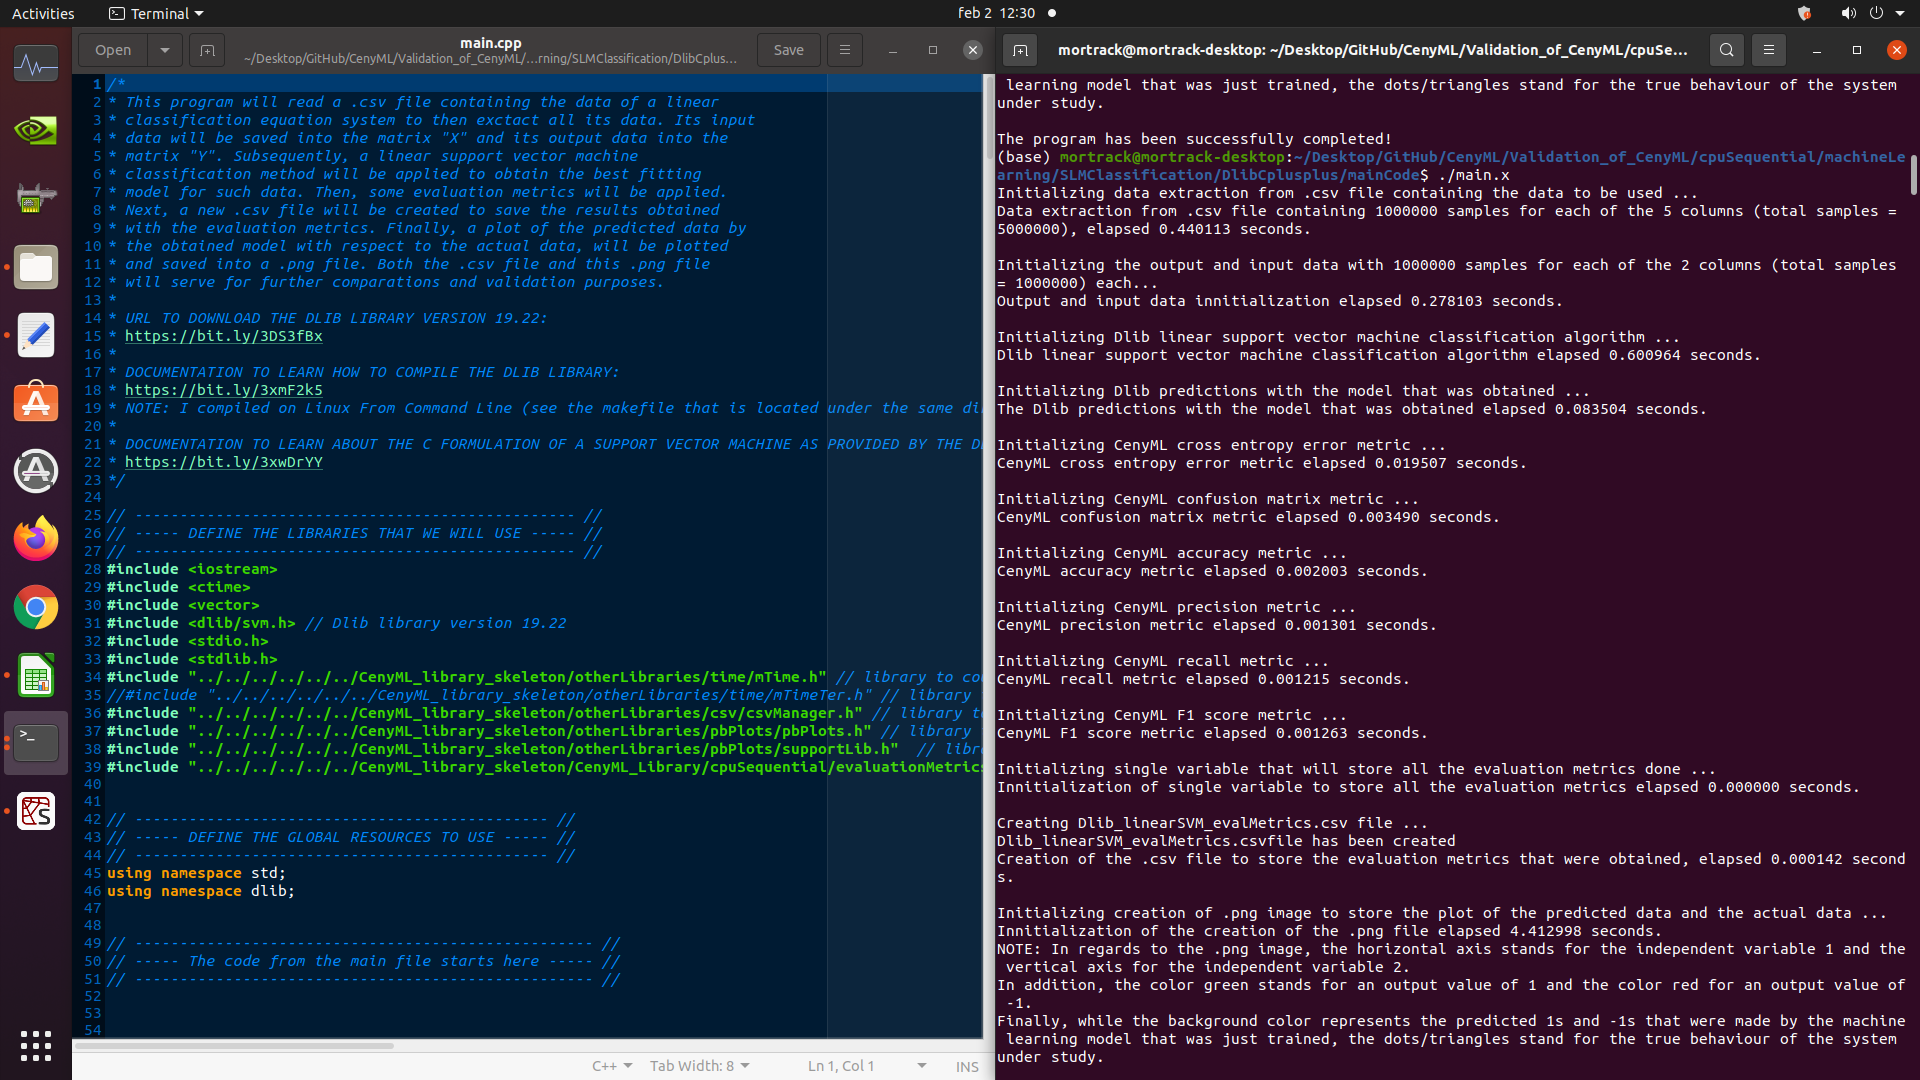 Activities
Terminal
feb 2 12:30
Open
main.cpp
~/Desktop/GitHub/CenyML/Validation_of_CenyML/...rning/SLMClassification/DlibCplus...
Save
1 /*
2 * This program will read a .csv file containing the data of a linear
3 * classification equation system to then exctact all its data. Its input
4 * data will be saved into the matrix "X" and its output data into the
5 * matrix "Y". Subsequently, a linear support vector machine
6 * classification method will be applied to obtain the best fitting
7 * model for such data. Then, some evaluation metrics will be applied.
8 * Next, a new .csv file will be created to save the results obtained
9 * with the evaluation metrics. Finally, a plot of the predicted data by
10 * the obtained model with respect to the actual data, will be plotted
11 * and saved into a .png file. Both the .csv file and this .png file
12 * will serve for further comparations and validation purposes.
13 *
14 * URL TO DOWNLOAD THE DLIB LIBRARY VERSION 19.22:
15 * https://bit.ly/3DS3fBx
16 *
17 * DOCUMENTATION TO LEARN HOW TO COMPILE THE DLIB LIBRARY:
18 * https://bit.ly/3xmF2k5
19 * NOTE: I compiled on Linux From Command Line (see the makefile that is located under the same di
20 *
21 * DOCUMENTATION TO LEARN ABOUT THE C FORMULATION OF A SUPPORT VECTOR MACHINE AS PROVIDED BY THE D
22 * https://bit.ly/3xwDrYY
23 */
24
25 // ------------------------------------------------- //
26 // ----- DEFINE THE LIBRARIES THAT WE WILL USE ----- //
27 // ------------------------------------------------- //
28 #include <iostream>
29 #include <ctime>
30 #include <vector>
31 #include <dlib/svm.h> // Dlib library version 19.22
32 #include <stdio.h>
33 #include <stdlib.h>
34 #include "../../../../../../CenyML_library_skeleton/otherLibraries/time/mTime.h" // library to co
35 //#include "../../../../../../CenyML_library_skeleton/otherLibraries/time/mTimeTer.h" // library
36 #include "../../../../../../CenyML_library_skeleton/otherLibraries/csv/csvManager.h" // library t
37 #include "../../../../../../CenyML_library_skeleton/otherLibraries/pbPlots/pbPlots.h" // library
38 #include "../../../../../../CenyML_library_skeleton/otherLibraries/pbPlots/supportLib.h"  // libr
39 #include "../../../../../../CenyML_library_skeleton/CenyML_Library/cpuSequential/evaluationMetrics
40
41
42 // ---------------------------------------------- //
43 // ----- DEFINE THE GLOBAL RESOURCES TO USE ----- //
44 // ---------------------------------------------- //
45 using namespace std;
46 using namespace dlib;
47
48
49 // --------------------------------------------------- //
50 // ----- The code from the main file starts here ----- //
51 // --------------------------------------------------- //
52
53
54
C++
Tab Width: 8
Ln 1, Col 1
INS
mortrack@mortrack-desktop: ~/Desktop/GitHub/CenyML/Validation_of_CenyML/cpuSe...
learning model that was just trained, the dots/triangles stand for the true behaviour of the system
under study.
The program has been successfully completed!
(base) mortrack@mortrack-desktop:~/Desktop/GitHub/CenyML/Validation_of_CenyML/cpuSequential/machineLe
arning/SLMClassification/DlibCplusplus/mainCode$ ./main.x
Initializing data extraction from .csv file containing the data to be used ...
Data extraction from .csv file containing 1000000 samples for each of the 5 columns (total samples =
5000000), elapsed 0.440113 seconds.
Initializing the output and input data with 1000000 samples for each of the 2 columns (total samples
= 1000000) each...
Output and input data innitialization elapsed 0.278103 seconds.
Initializing Dlib linear support vector machine classification algorithm ...
Dlib linear support vector machine classification algorithm elapsed 0.600964 seconds.
Initializing Dlib predictions with the model that was obtained ...
The Dlib predictions with the model that was obtained elapsed 0.083504 seconds.
Initializing CenyML cross entropy error metric ...
CenyML cross entropy error metric elapsed 0.019507 seconds.
Initializing CenyML confusion matrix metric ...
CenyML confusion matrix metric elapsed 0.003490 seconds.
Initializing CenyML accuracy metric ...
CenyML accuracy metric elapsed 0.002003 seconds.
Initializing CenyML precision metric ...
CenyML precision metric elapsed 0.001301 seconds.
Initializing CenyML recall metric ...
CenyML recall metric elapsed 0.001215 seconds.
Initializing CenyML F1 score metric ...
CenyML F1 score metric elapsed 0.001263 seconds.
Initializing single variable that will store all the evaluation metrics done ...
Innitialization of single variable to store all the evaluation metrics elapsed 0.000000 seconds.
Creating Dlib_linearSVM_evalMetrics.csv file ...
Dlib_linearSVM_evalMetrics.csvfile has been created
Creation of the .csv file to store the evaluation metrics that were obtained, elapsed 0.000142 second
s.
Initializing creation of .png image to store the plot of the predicted data and the actual data ...
Innitialization of the creation of the .png file elapsed 4.412998 seconds.
NOTE: In regards to the .png image, the horizontal axis stands for the independent variable 1 and the
vertical axis for the independent variable 2.
In addition, the color green stands for an output value of 1 and the color red for an output value of
-1.
Finally, while the background color represents the predicted 1s and -1s that were made by the machine
learning model that was just trained, the dots/triangles stand for the true behaviour of the system
under study.